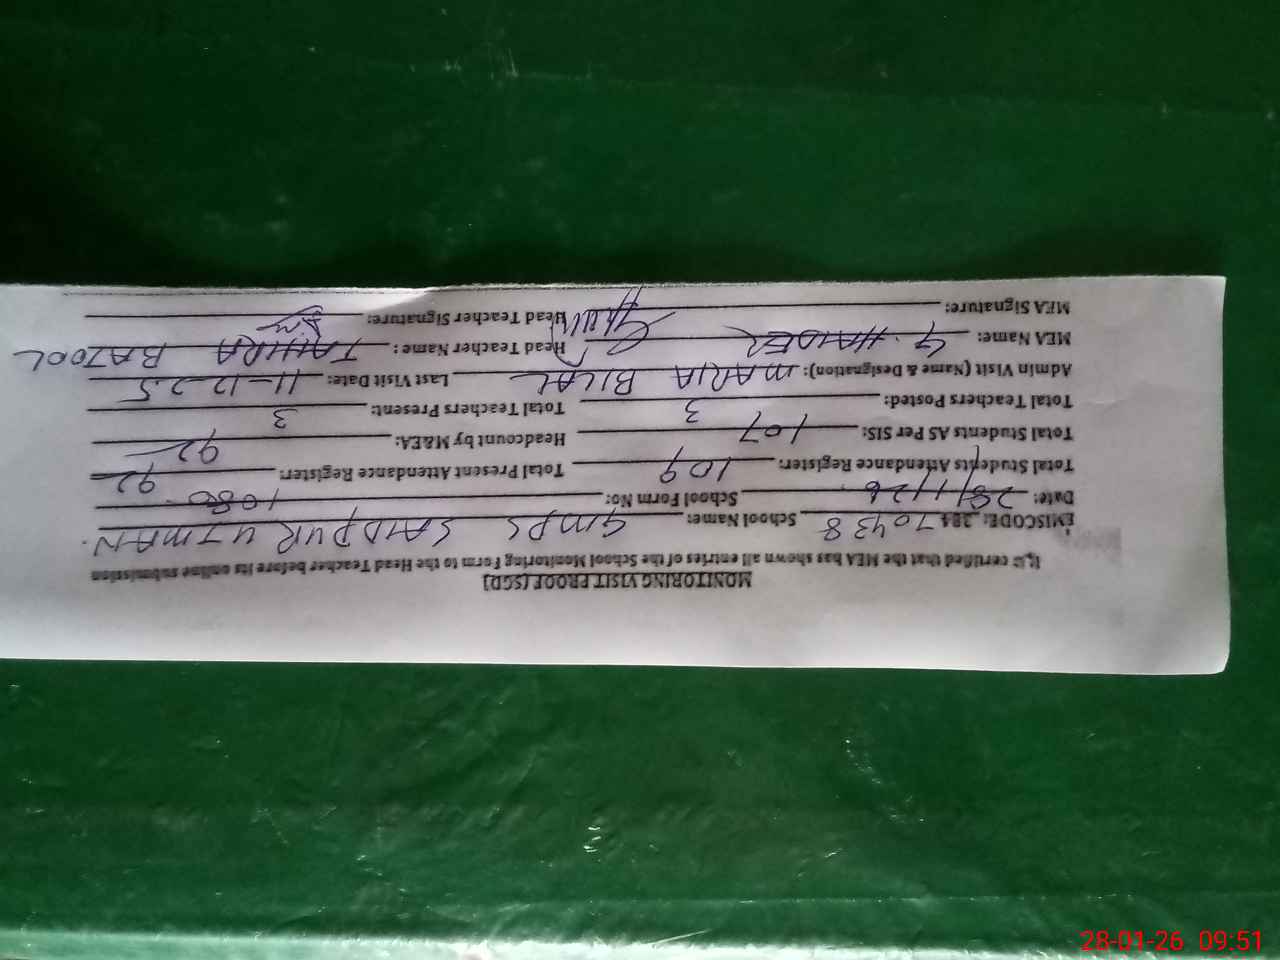 MONITORING VISIT PROOF (SGD)
It is certified that the MEA has shown all entries of the School Monitoring Form to the Head Teacher before its online submission
EMISCODE: 38470438 School Name: GMPS SAIDPUR UTMAN.
Date: 28/1/26 School Form No: 1080
Total Students Attendance Register: 109 Total Present Attendance Register: 92
Total Students AS Per SIS: 107 Headcount by M&EA: 92
Total Teachers Posted: 3 Total Teachers Present: 3
Admin Visit (Name & Designation): MARIA BILAL Last Visit Date: 11-12-25
MEA Name: G. HAIDER Head Teacher Name: TAHIRA BATOOL
MEA Signature: Head Teacher Signature:
28-01-26 09:51